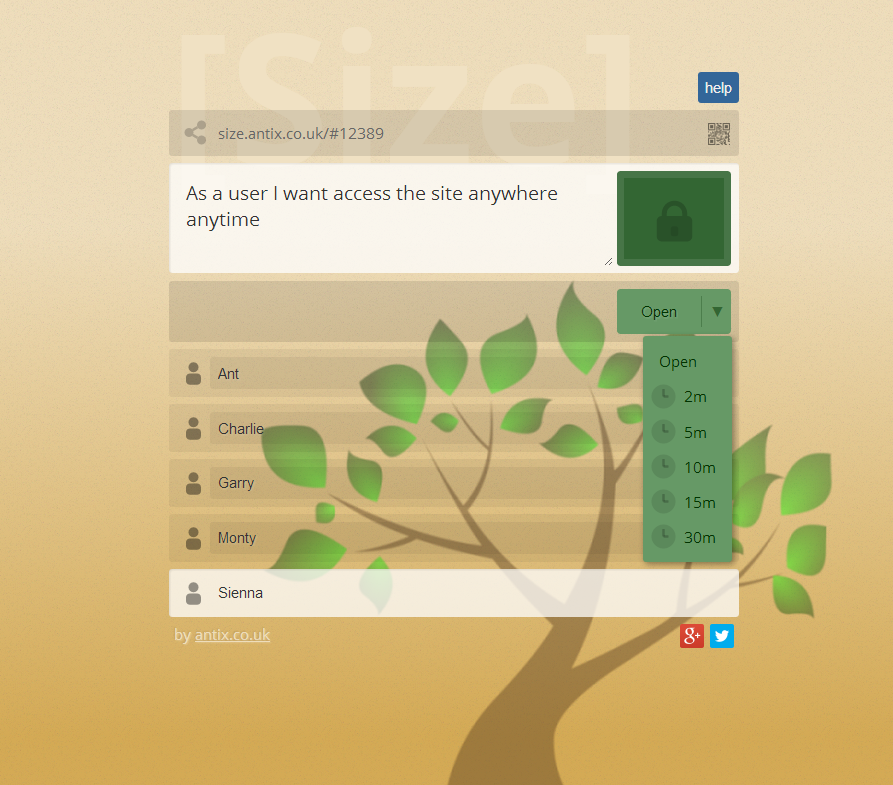 [Size]
help
size.antix.co.uk/#12389
As a user I want access the site anywhere
anytime
Open
Open
2m
5m
10m
15m
30m
Ant
Charlie
Garry
Monty
Sienna
by antix.co.uk
g+